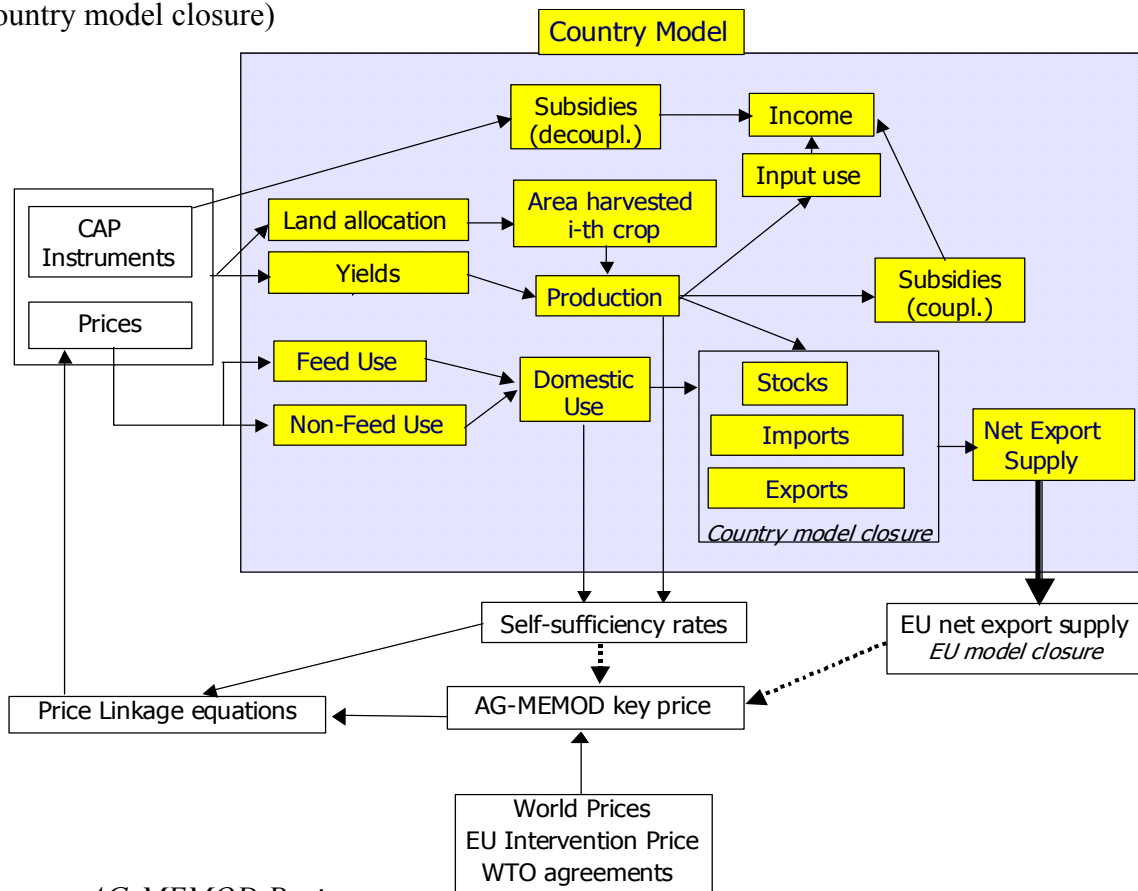 ountry model closure)
Country Model
Subsidies
(decoupl.)
Income
Input use
CAP
Instruments
Prices
Land allocation
Area harvested
i-th crop
Yields
Production
Subsidies
(coupl.)
Feed Use
Non-Feed Use
Domestic
Use
Stocks
Imports
Exports
Country model closure
Net Export
Supply
Self-sufficiency rates
EU net export supply
EU model closure
Price Linkage equations
AG-MEMOD key price
World Prices
EU Intervention Price
WTO agreements